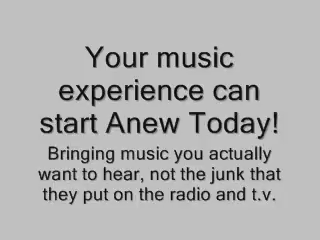 Your music
experience can
start Anew Today!
Bringing music you actually
want to hear, not the junk that
they put on the radio and t.v.